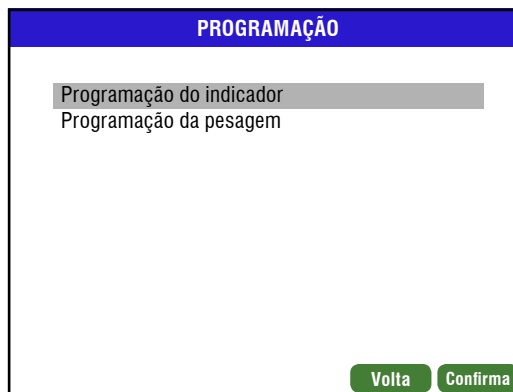 PROGRAMAÇÃO
Programação do indicador
Programação da pesagem
Volta Confirma